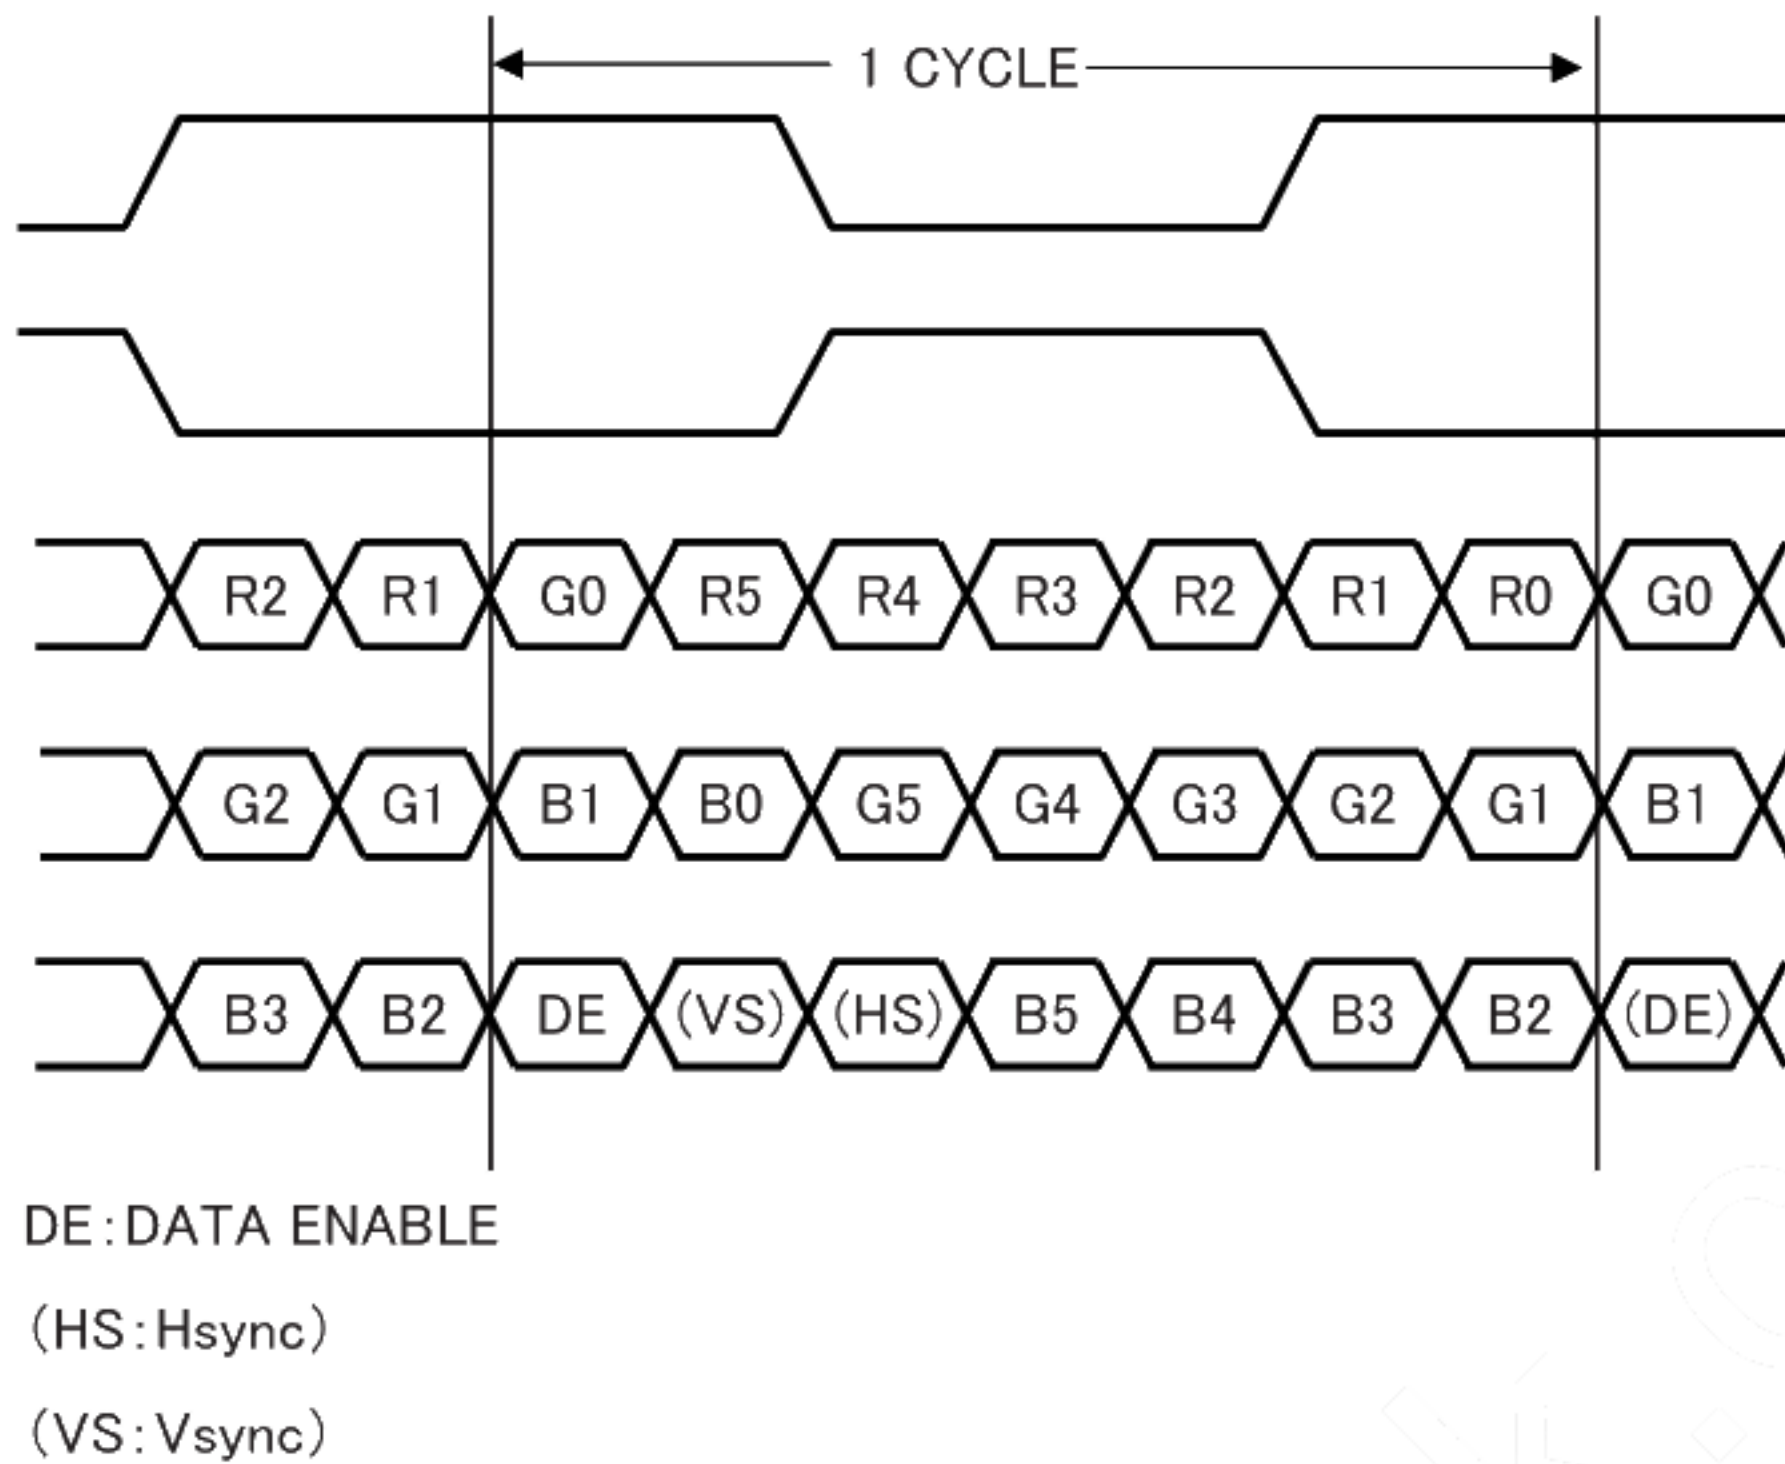 1 CYCLE
R2 R1 G0 R5 R4 R3 R2 R1 R0 G0
G2 G1 B1 B0 G5 G4 G3 G2 G1 B1
B3 B2 DE (VS) (HS) B5 B4 B3 B2 (DE)
DE:DATA ENABLE
(HS:Hsync)
(VS:Vsync)